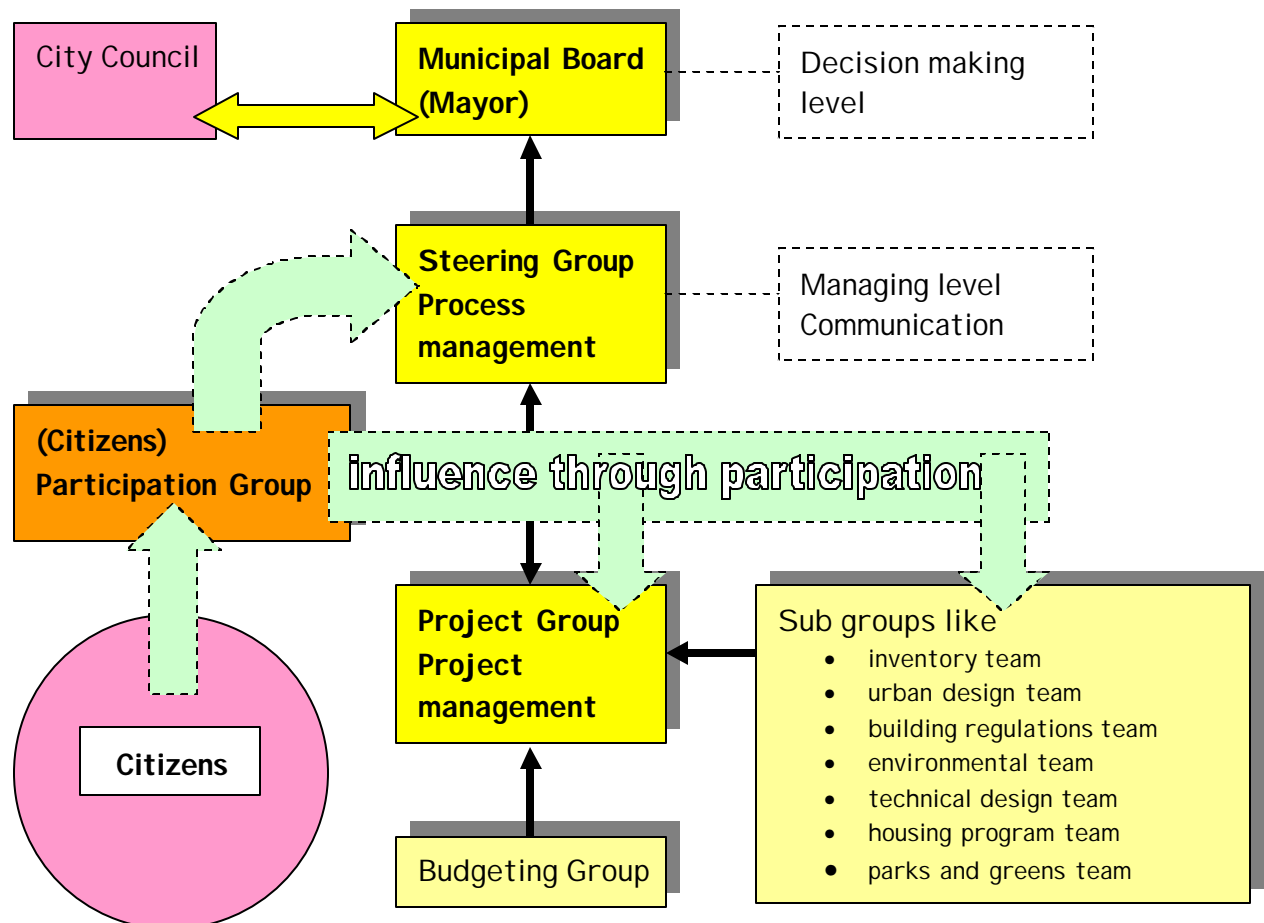 City Council
Municipal Board
(Mayor)
Decision making
level
Steering Group
Process
management
Managing level
Communication
(Citizens)
Participation Group
influence through participation
Project Group
Project
management
Sub groups like
• inventory team
• urban design team
• building regulations team
• environmental team
• technical design team
• housing program team
• parks and greens team
Citizens
Budgeting Group